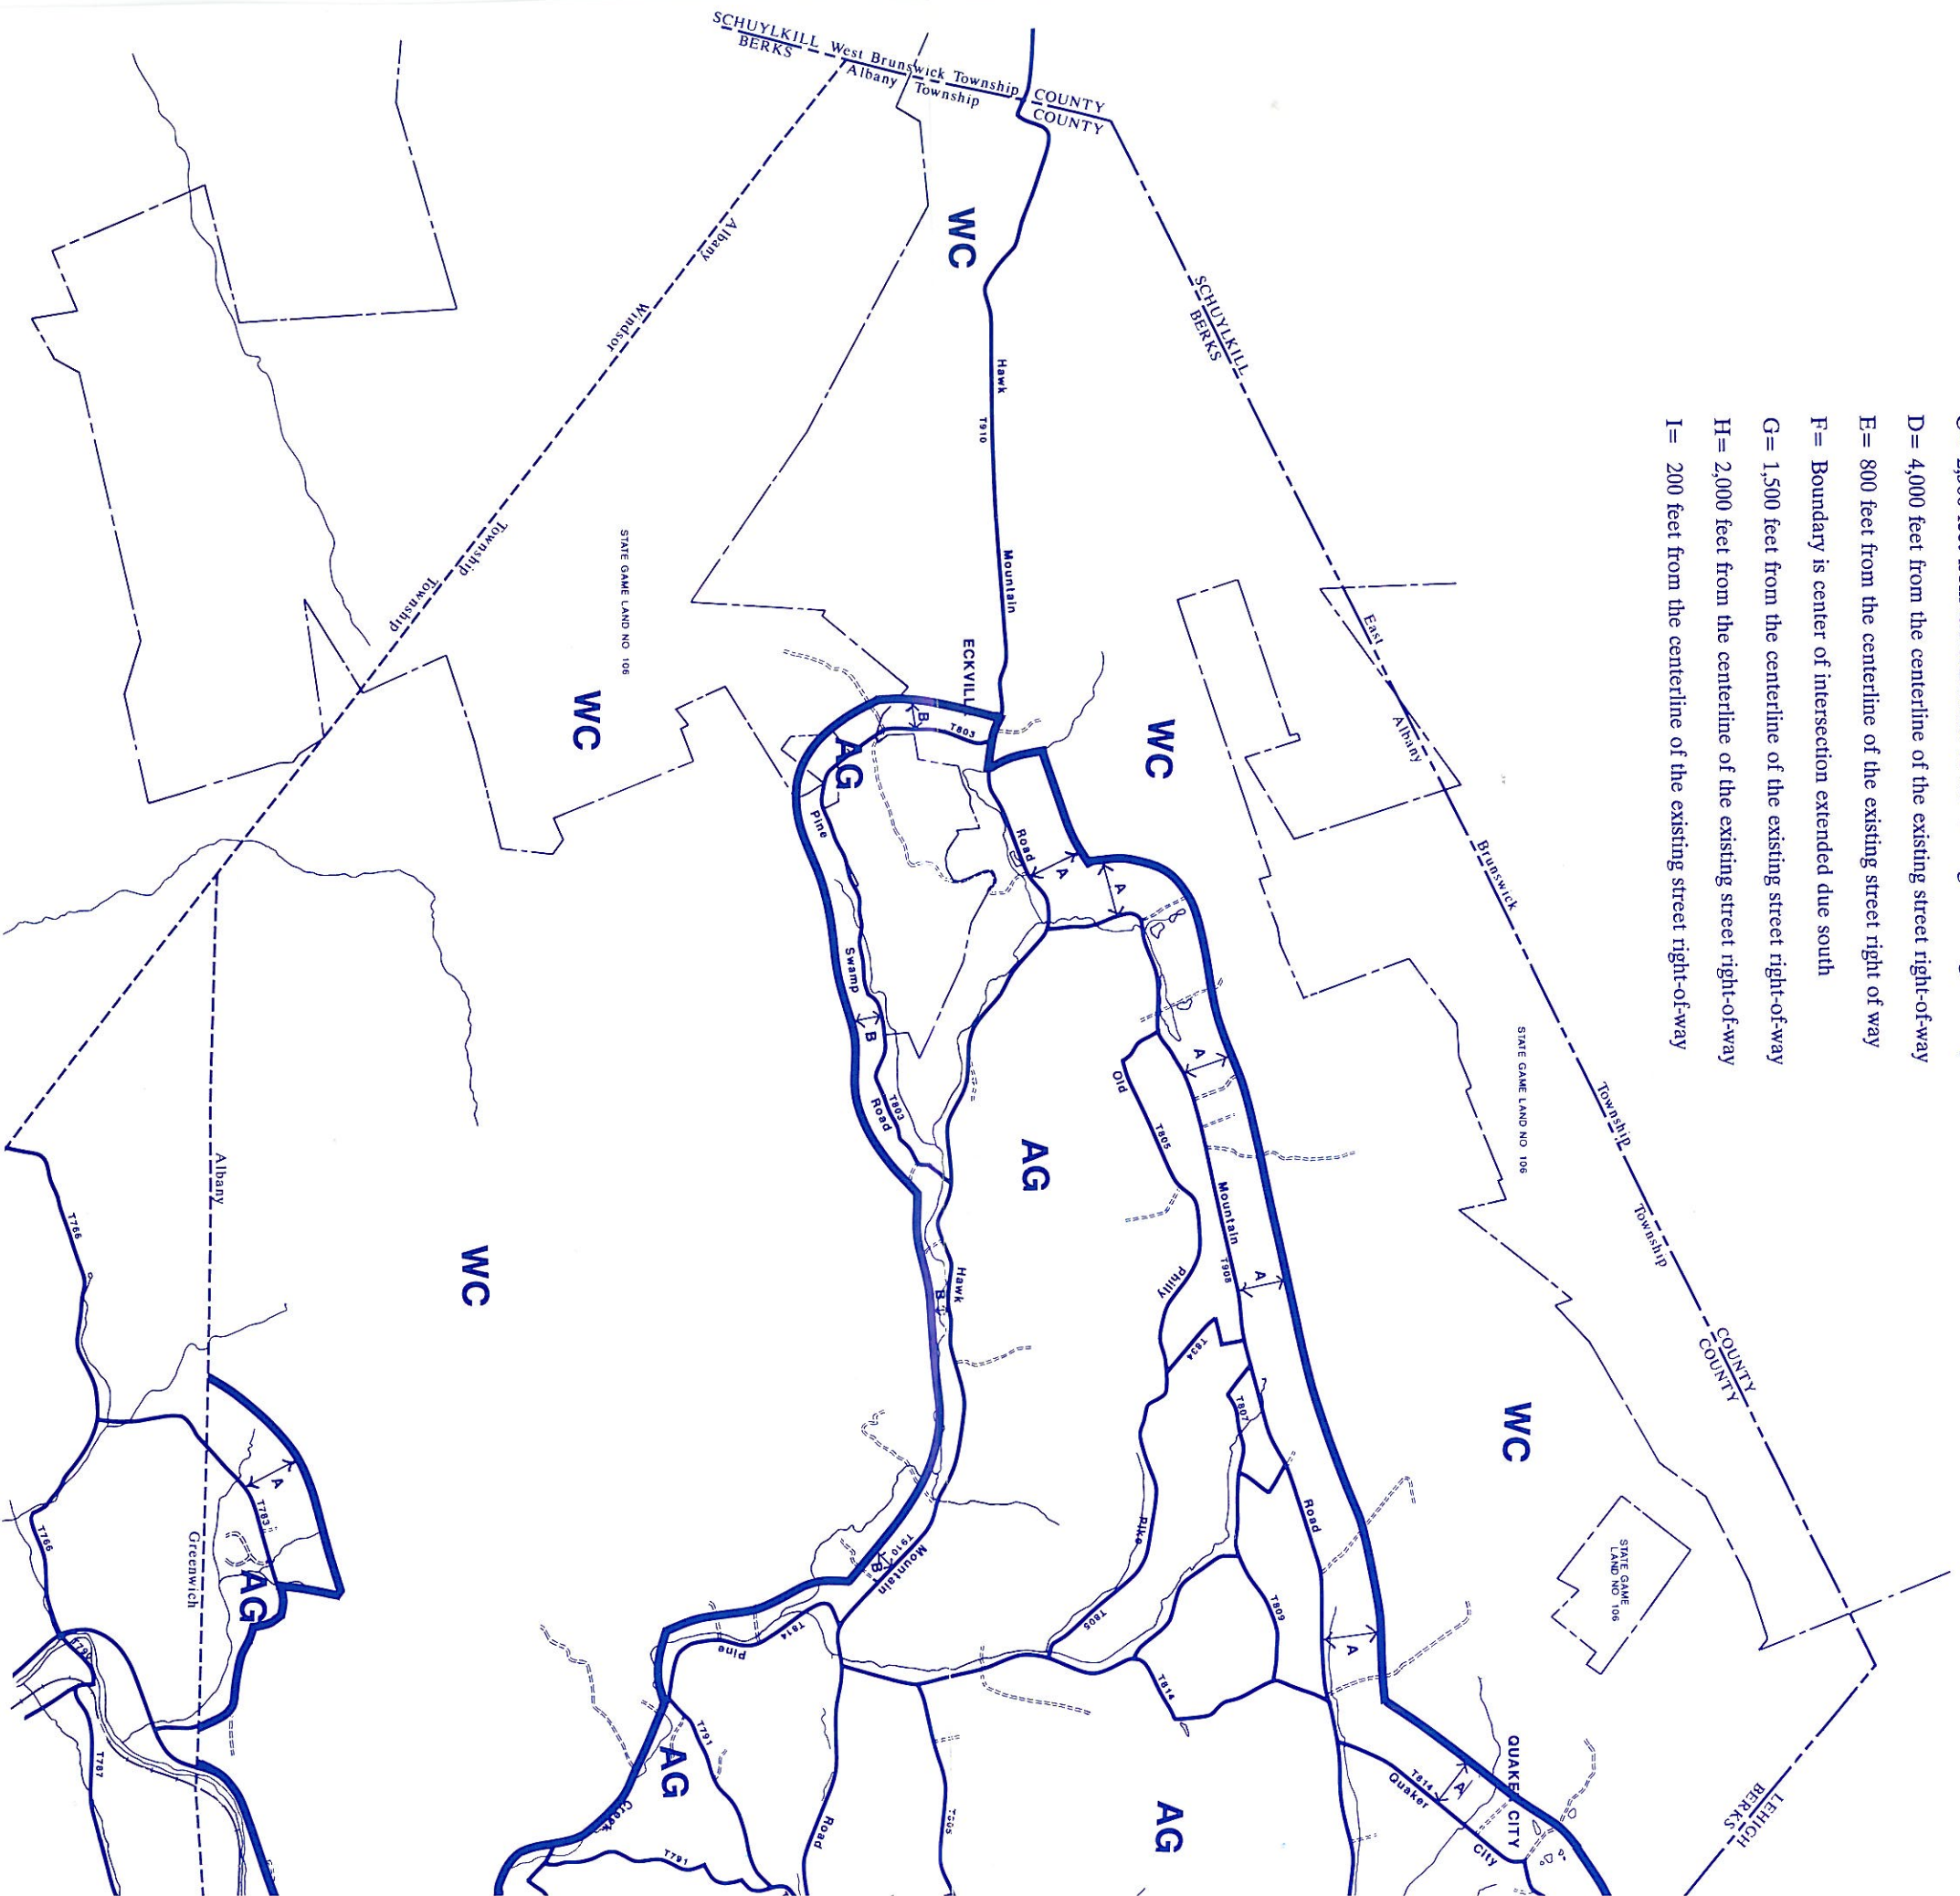 D= 4,000 feet from the centerline of the existing street right-of-way
E= 800 feet from the centerline of the existing street right of way
F= Boundary is center of intersection extended due south
G= 1,500 feet from the centerline of the existing street right-of-way
H= 2,000 feet from the centerline of the existing street right-of-way
I= 200 feet from the centerline of the existing street right-of-way
SCHUYLKILL West Brunswick Township COUNTY
BERKS Albany Township COUNTY
WC
Albany
Windsor
Township
Township
SCHUYLKILL
BERKS
Hawk
T910
Mountain
ECKVILL
STATE GAME LAND NO 106
WC
WC
East
Albany
Brunswick
Township
Township
COUNTY
COUNTY
STATE GAME LAND NO 106
B
T803
AG
Pine
Road
A
A
Swamp
B
T803
Road
A
Old
T805
AG
Mountain
T908
A
Philly
Hawk
B
T834
T807
Albany
T766
WC
WC
STATE GAME
LAND NO 106
Road
Pike
A
T783
AG
Greenwich
T766
T910
Mountain
B
T814
Pine
T805
T809
T814
A
T791
AG
Creek
T791
Road
AG
T787
QUAKER CITY
T814
Quaker
City
A
LEHIGH
BERKS